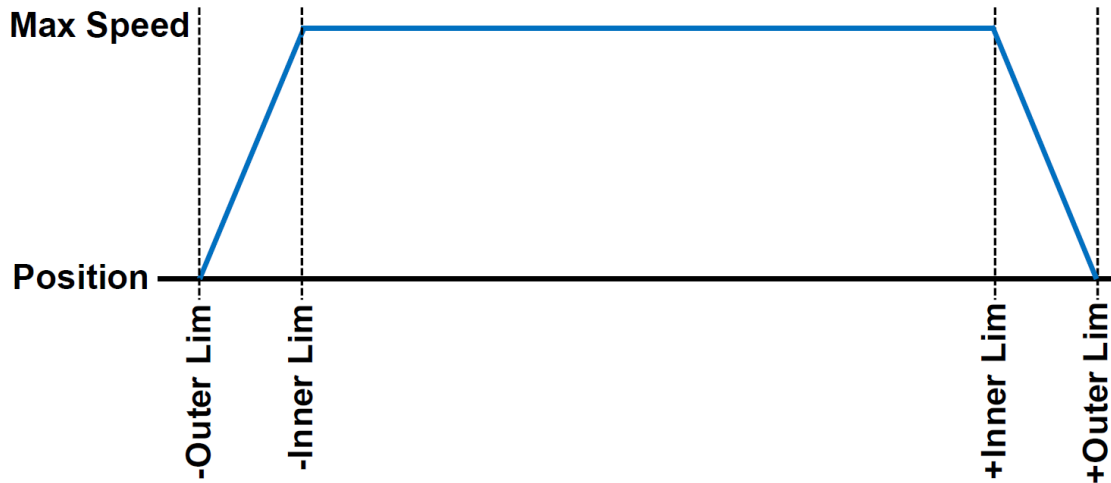 Max Speed
Position
-Outer Lim
-Inner Lim
+Inner Lim
+Outer Lim